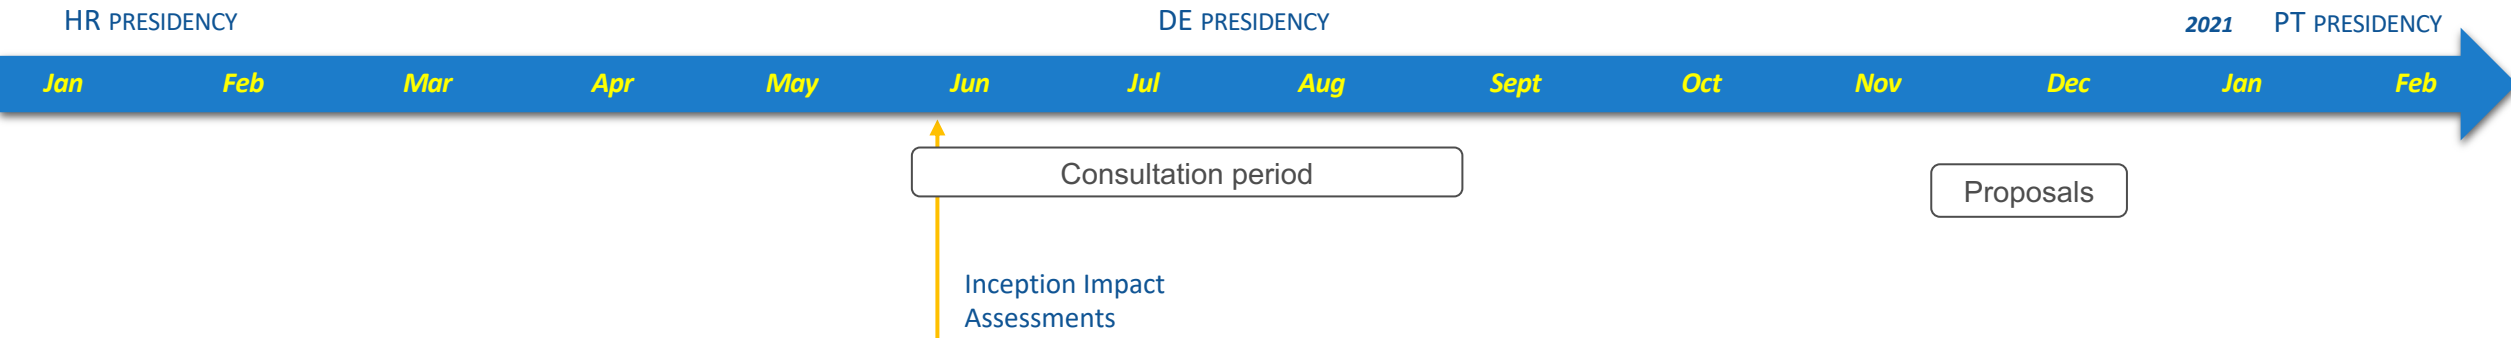 HR PRESIDENCY DE PRESIDENCY 2021 PT PRESIDENCY
Jan Feb Mar Apr May Jun Jul Aug Sept Oct Nov Dec Jan Feb
Consultation period
Proposals
Inception Impact
Assessments